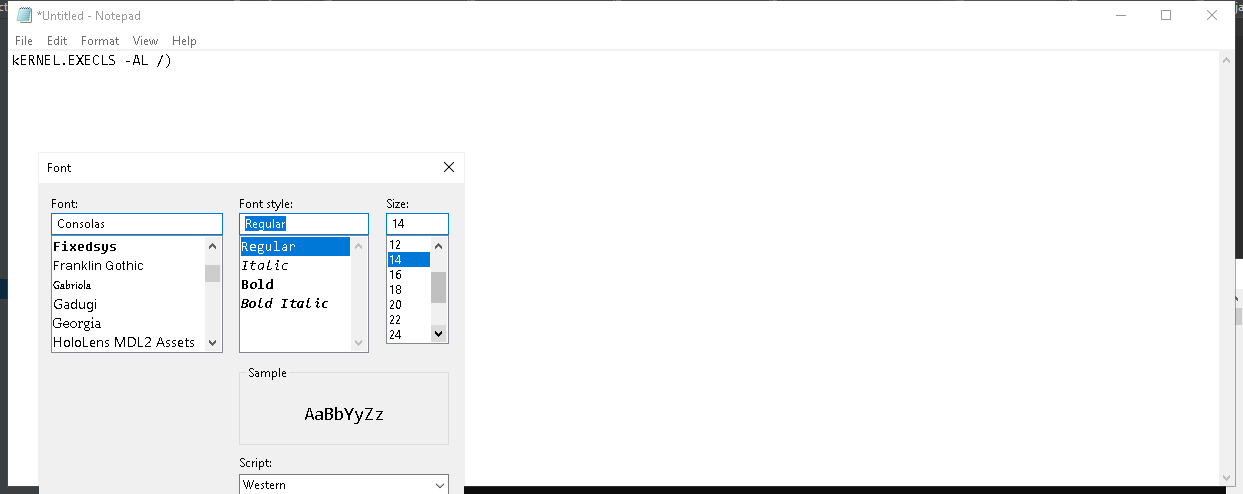 *Untitled - Notepad
File Edit Format View Help
kERNEL.EXECLS -AL /)
Font
Font: Font style: Size:
Consolas Regular 14
Fixedsys Regular 12
Franklin Gothic Italic 14
Gabriola Bold 16
Gadugi Bold Italic 18
Georgia 20
HoloLens MDL2 Assets 22
24
Sample
AaBbYyZz
Script:
Western